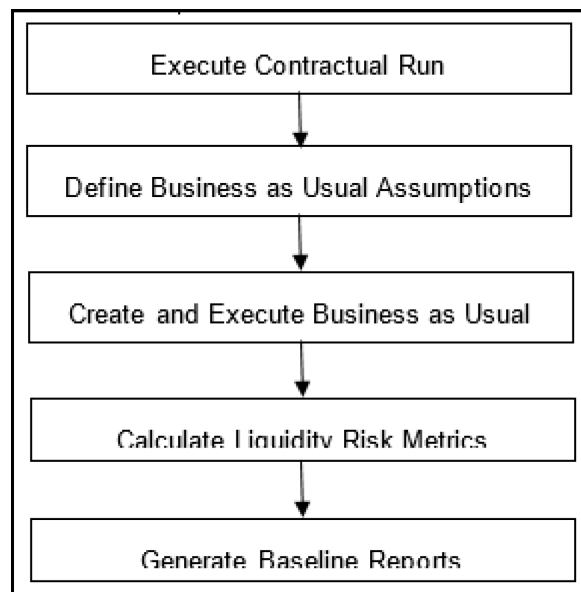 Execute Contractual Run
Define Business as Usual Assumptions
Create and Execute Business as Usual
Calculate Liquidity Risk Metrics
Generate Baseline Reports